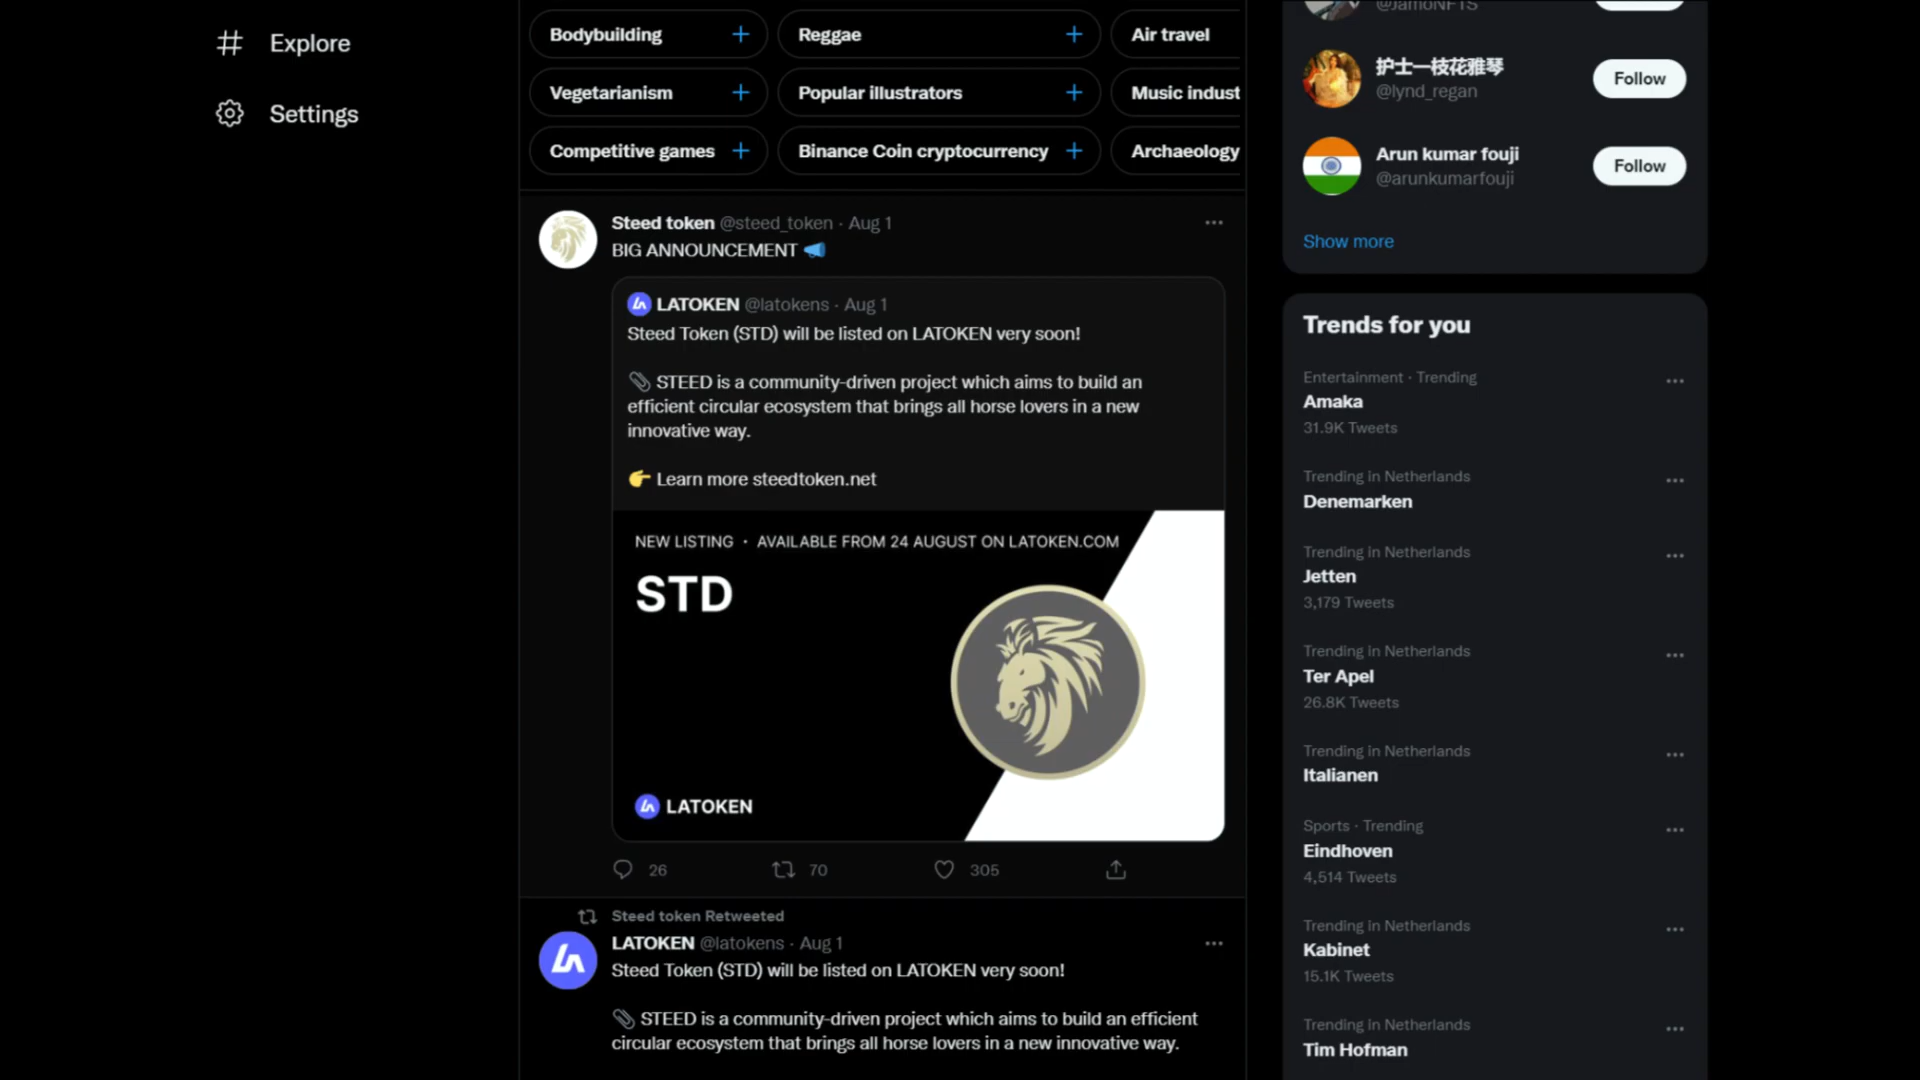 Explore
Settings
Bodybuilding
Reggae
Air travel
Vegetarianism
Popular illustrators
Music indust
Competitive games
Binance Coin cryptocurrency
Archaeology
Steed token @steed_token · Aug 1
BIG ANNOUNCEMENT 📣
LATOKEN @latokens · Aug 1
Steed Token (STD) will be listed on LATOKEN very soon!
📎 STEED is a community-driven project which aims to build an
efficient circular ecosystem that brings all horse lovers in a new
innovative way.
👉 Learn more steedtoken.net
NEW LISTING · AVAILABLE FROM 24 AUGUST ON LATOKEN.COM
STD
LATOKEN
26
70
305
Steed token Retweeted
LATOKEN @latokens · Aug 1
Steed Token (STD) will be listed on LATOKEN very soon!
📎 STEED is a community-driven project which aims to build an efficient
circular ecosystem that brings all horse lovers in a new innovative way.
@JamoNFTS
护士一枝花雅琴
@lynd_regan
Follow
Arun kumar fouji
@arunkumarfouji
Follow
Show more
Trends for you
Entertainment · Trending
Amaka
31.9K Tweets
Trending in Netherlands
Denemarken
Trending in Netherlands
Jetten
3,179 Tweets
Trending in Netherlands
Ter Apel
26.8K Tweets
Trending in Netherlands
Italianen
Sports · Trending
Eindhoven
4,514 Tweets
Trending in Netherlands
Kabinet
15.1K Tweets
Trending in Netherlands
Tim Hofman